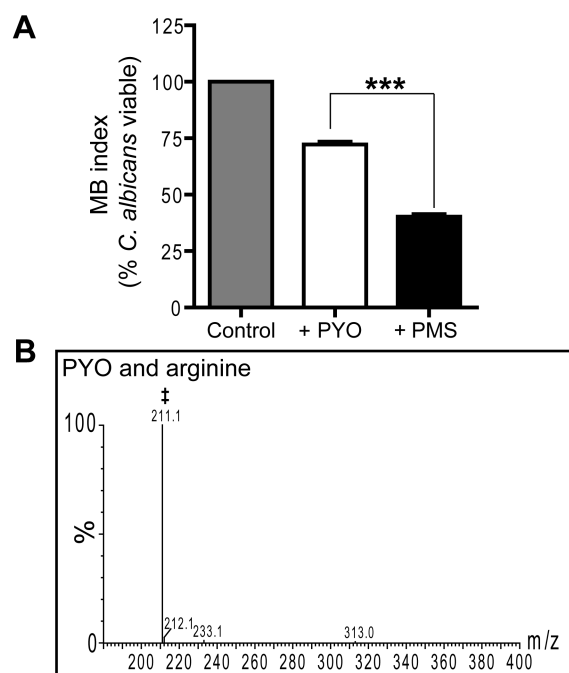 A
MB index
(% C. albicans viable)
125
100
75
50
25
0
***
Control + PYO + PMS
B
PYO and arginine
‡
211.1
100
%
0
212.1
233.1
313.0
m/z
200 220 240 260 280 300 320 340 360 380 400